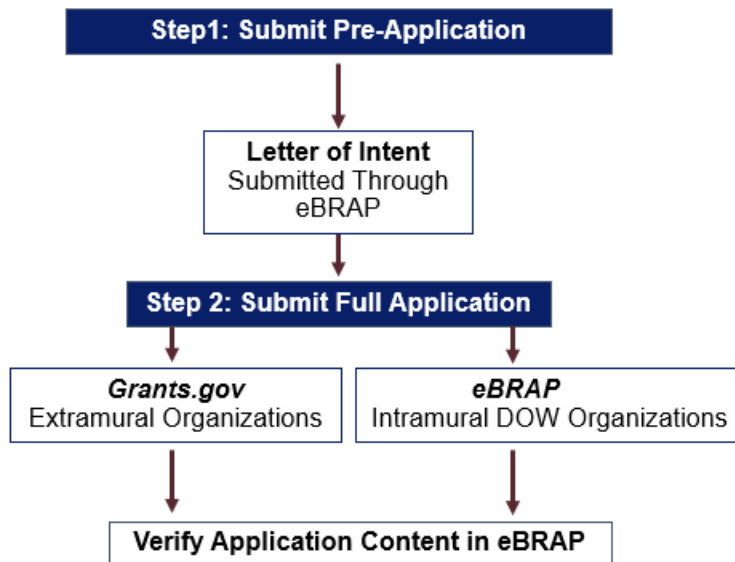 Step1: Submit Pre-Application
Letter of Intent
Submitted Through
eBRAP
Step 2: Submit Full Application
Grants.gov
Extramural Organizations
eBRAP
Intramural DOW Organizations
Verify Application Content in eBRAP